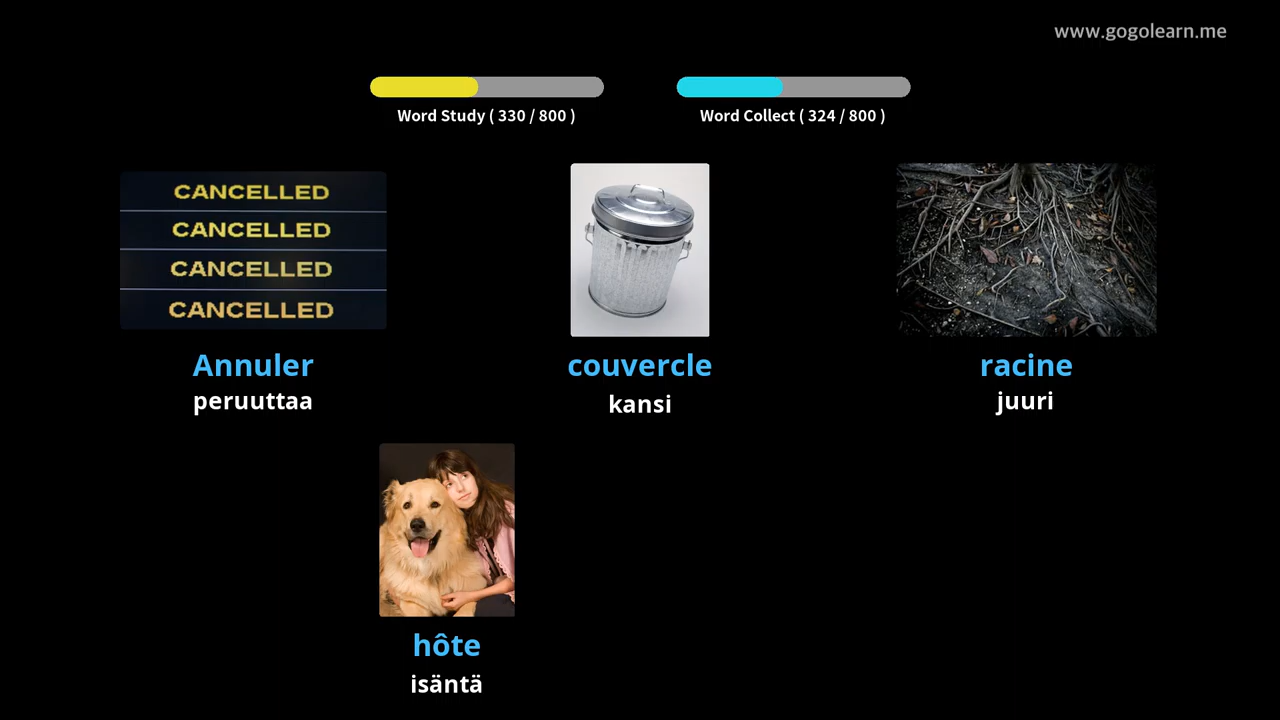 www.gogolearn.me
Word Study ( 330 / 800 )
Word Collect ( 324 / 800 )
CANCELLED
CANCELLED
CANCELLED
CANCELLED
Annuler
peruuttaa
couvercle
kansi
racine
juuri
hôte
isäntä